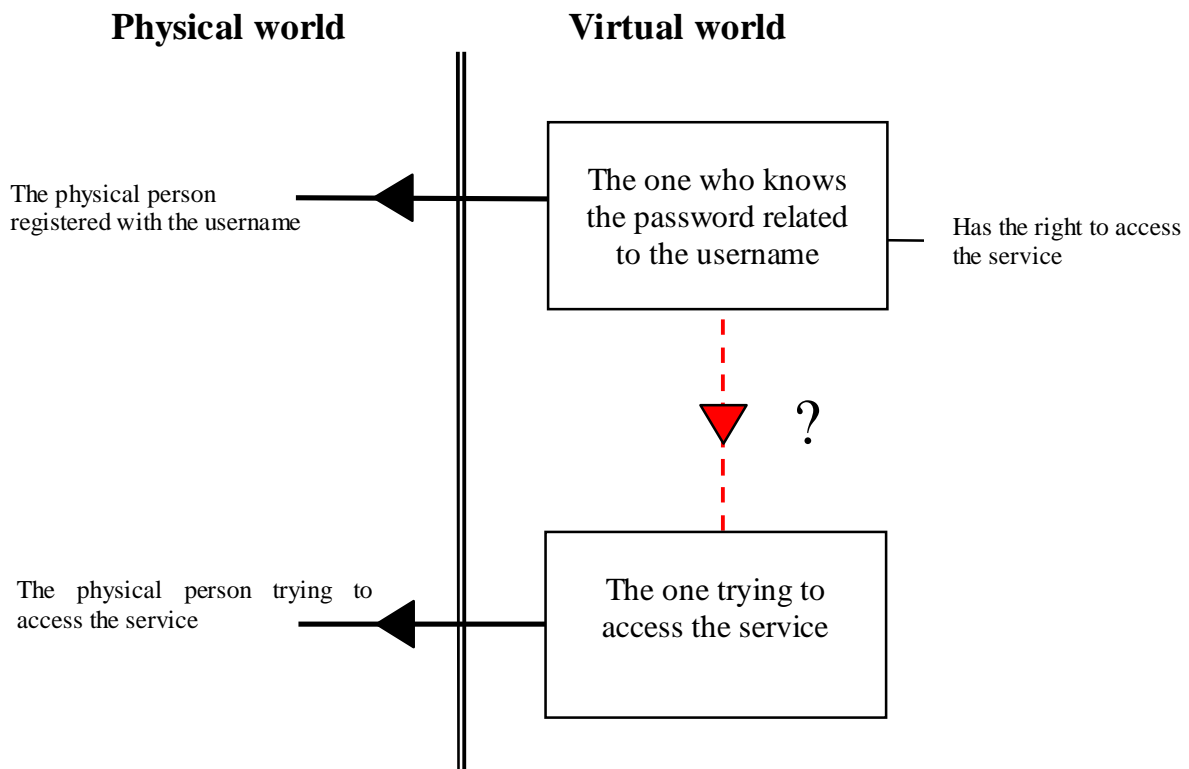 Physical world
Virtual world
The physical person
registered with the username
The one who knows
the password related
to the username
Has the right to access
the service
?
The physical person trying to
access the service
The one trying to
access the service